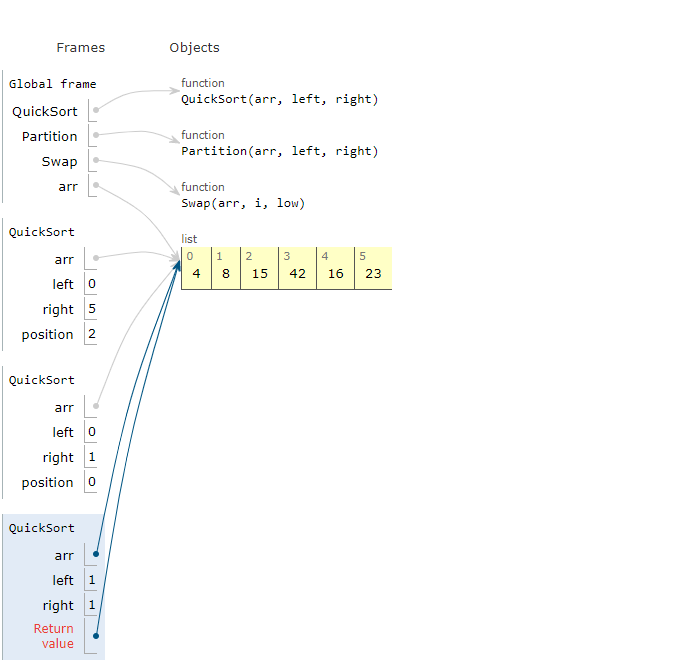 Frames Objects
Global frame
QuickSort
Partition
Swap
arr
function
QuickSort(arr, left, right)
function
Partition(arr, left, right)
function
Swap(arr, i, low)
list
0 1 2 3 4 5
4 8 15 42 16 23
QuickSort
arr
left 0
right 5
position 2
QuickSort
arr
left 0
right 1
position 0
QuickSort
arr
left 1
right 1
Return
value